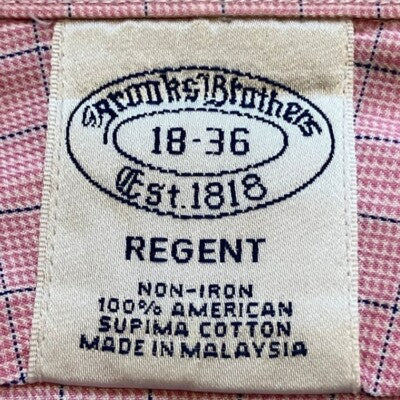 Brooks Brothers
18-36
Est. 1818
REGENT
NON-IRON
100% AMERICAN
SUPIMA COTTON
MADE IN MALAYSIA